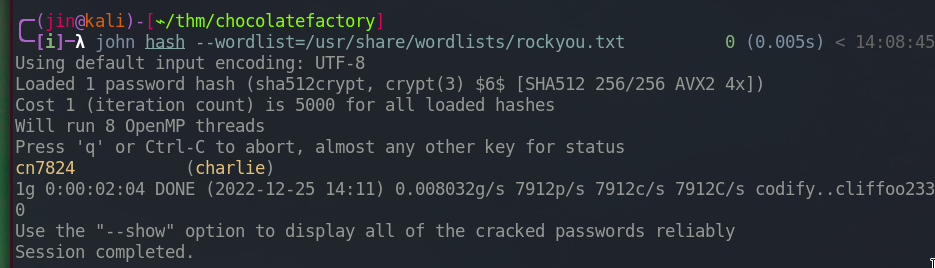 (jin@kali)-[~/thm/chocolatefactory]
[i]-λ john hash --wordlist=/usr/share/wordlists/rockyou.txt 0 (0.005s) < 14:08:45
Using default input encoding: UTF-8
Loaded 1 password hash (sha512crypt, crypt(3) $6$ [SHA512 256/256 AVX2 4x])
Cost 1 (iteration count) is 5000 for all loaded hashes
Will run 8 OpenMP threads
Press 'q' or Ctrl-C to abort, almost any other key for status
cn7824 (charlie)
1g 0:00:02:04 DONE (2022-12-25 14:11) 0.008032g/s 7912p/s 7912c/s 7912C/s codify..cliffoo233
0
Use the "--show" option to display all of the cracked passwords reliably
Session completed.